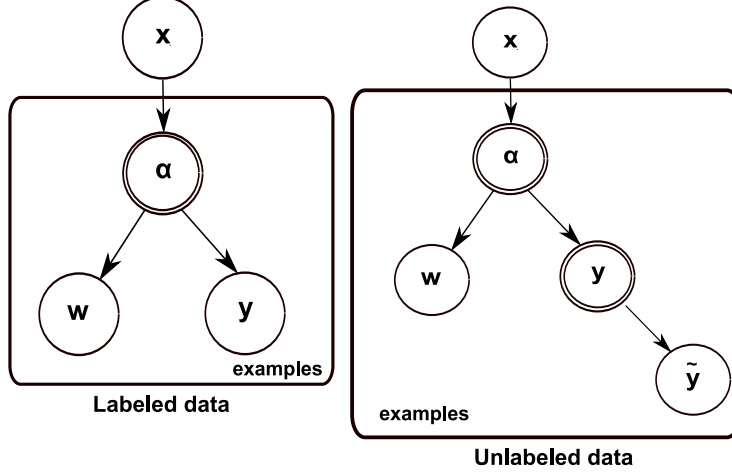 x
α
w
y
examples
Labeled data
x
α
w
y
ỹ
examples
Unlabeled data